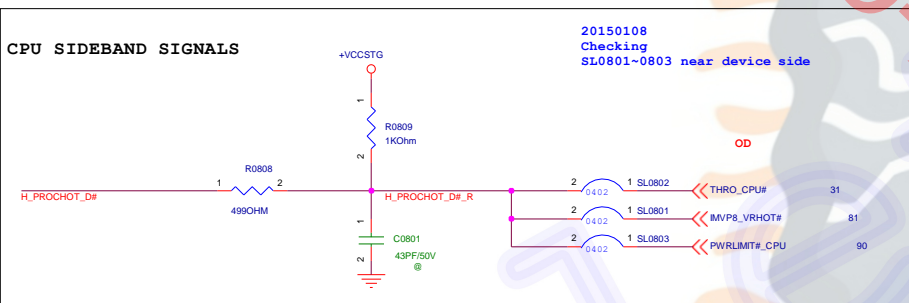 20150108
Checking
SL0801~0803 near device side
CPU SIDEBAND SIGNALS
+VCCSTG
1
R0809
1KOhm
2
OD
R0808
1 2
499OHM
H_PROCHOT_D#
H_PROCHOT_D#_R
2 0402 1 SL0802
THRO_CPU# 31
2 0402 1 SL0801
IMVP8_VRHOT# 81
2 0402 1 SL0803
PWRLIMIT#_CPU 90
1
C0801
43PF/50V
@
2